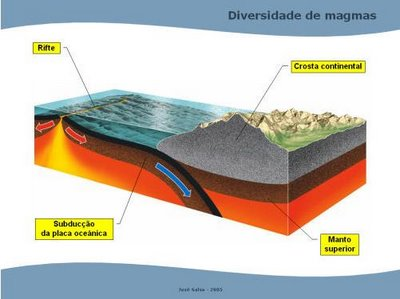 Diversidade de magmas
Rifte
Crosta continental
Subducção
da placa oceânica
Manto
superior
José Salsa - 2005